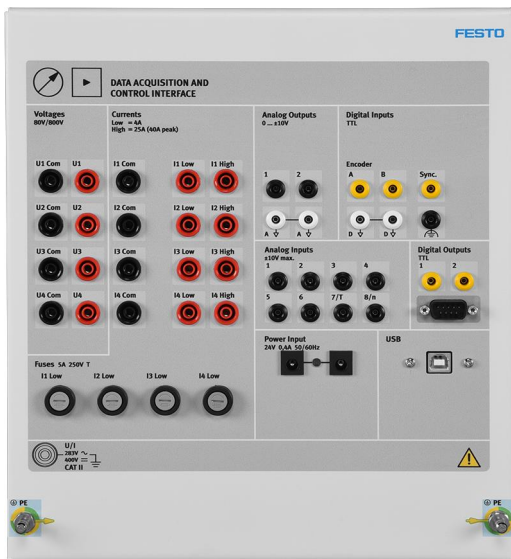 FESTO
DATA ACQUISITION AND
CONTROL INTERFACE
Voltages
80V/800V
U1 Com U1
U2 Com U2
U3 Com U3
U4 Com U4
Currents
Low = 4A
High = 25A (40A peak)
I1 Com I1 Low I1 High
I2 Com I2 Low I2 High
I3 Com I3 Low I3 High
I4 Com I4 Low I4 High
Analog Outputs
0 ... ±10V
1 2
A A
Digital Inputs
TTL
Encoder
A B Sync.
D D
Analog Inputs
±10V max.
1 2 3 4
5 6 7/T 8/n
Digital Outputs
TTL
1 2
Power Input
24V 0,4A 50/60Hz
USB
Fuses 5A 250V T
I1 Low I2 Low I3 Low I4 Low
U/I
283V ~
400V
CAT II
PE
PE